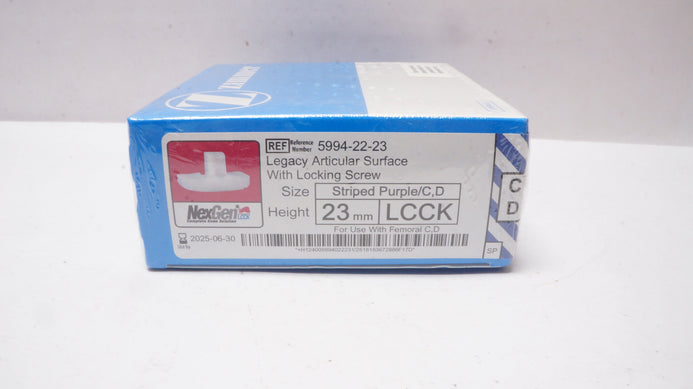 Z ZIMMER
REF Reference Number 5994-22-23
Legacy Articular Surface
With Locking Screw
Size Striped Purple/C,D
Height 23 mm LCCK
For Use With Femoral C,D
NexGen
Complete Knee Solution
2025-06-30
C
D
SP